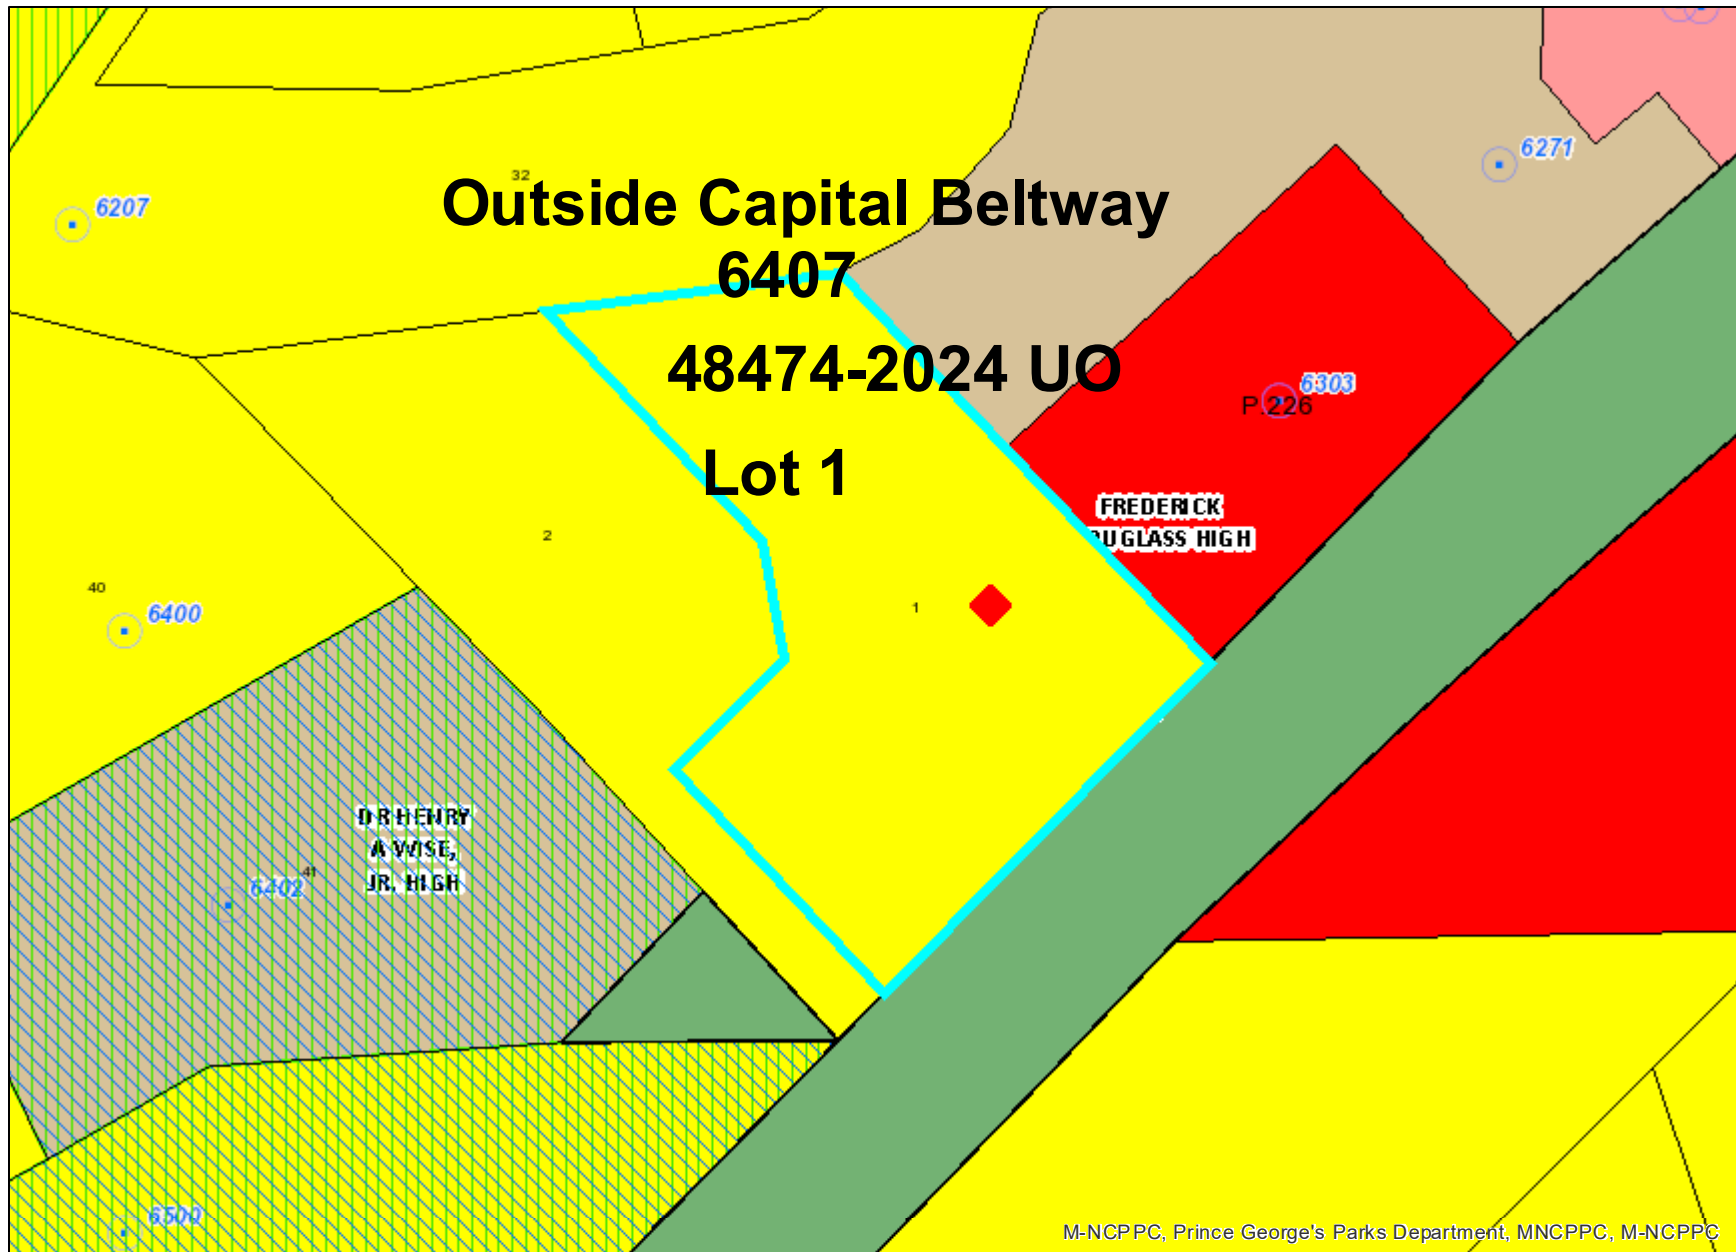 32
Outside Capital Beltway
6271
6207
6407
48474-2024 UO
6303
P.226
Lot 1
FREDERICK
DUGLASS HIGH
2
40
6400
1
DR HENRY
A WISE,
JR. HIGH
41
6402
6500
M-NCPPC, Prince George's Parks Department, MNCPPC, M-NCPPC